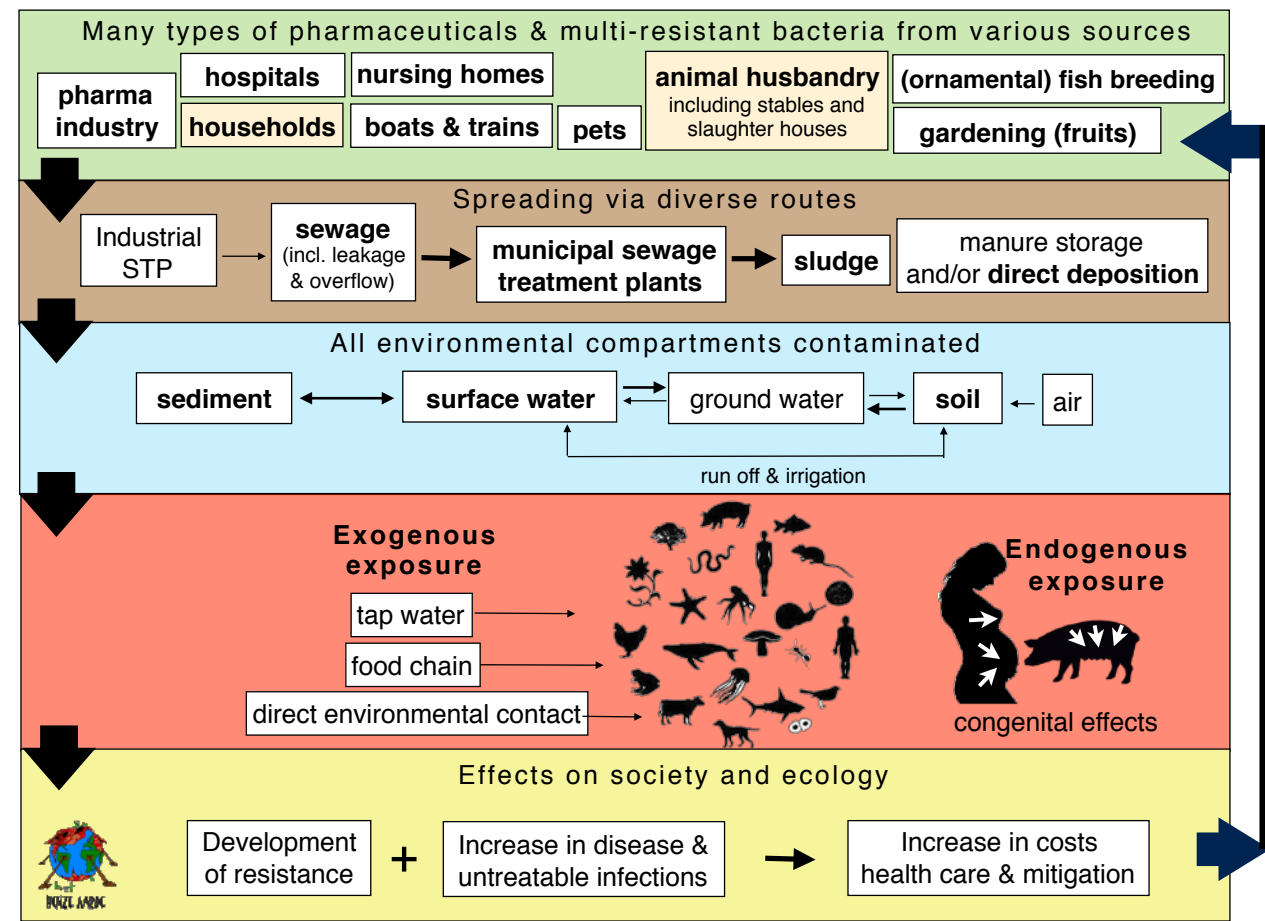 Many types of pharmaceuticals & multi-resistant bacteria from various sources
pharma
industry
hospitals
households
nursing homes
boats & trains
pets
animal husbandry
including stables and
slaughter houses
(ornamental) fish breeding
gardening (fruits)
Spreading via diverse routes
Industrial
STP
sewage
(incl. leakage
& overflow)
municipal sewage
treatment plants
sludge
manure storage
and/or direct deposition
All environmental compartments contaminated
sediment
surface water
ground water
soil
air
run off & irrigation
Exogenous
exposure
tap water
food chain
direct environmental contact
Endogenous
exposure
congenital effects
Effects on society and ecology
Development
of resistance
+
Increase in disease &
untreatable infections
Increase in costs
health care & mitigation